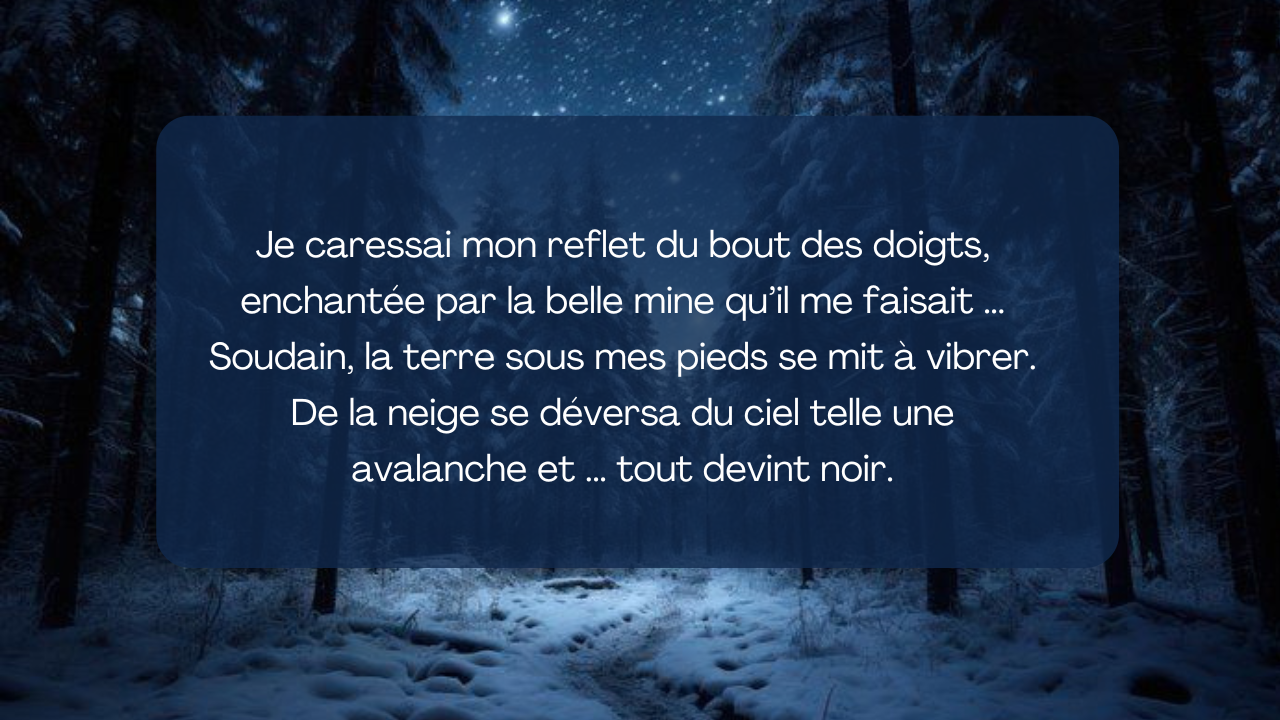 Je caressai mon reflet du bout des doigts,
enchantée par la belle mine qu’il me faisait ...
Soudain, la terre sous mes pieds se mit à vibrer.
De la neige se déversa du ciel telle une
avalanche et ... tout devint noir.